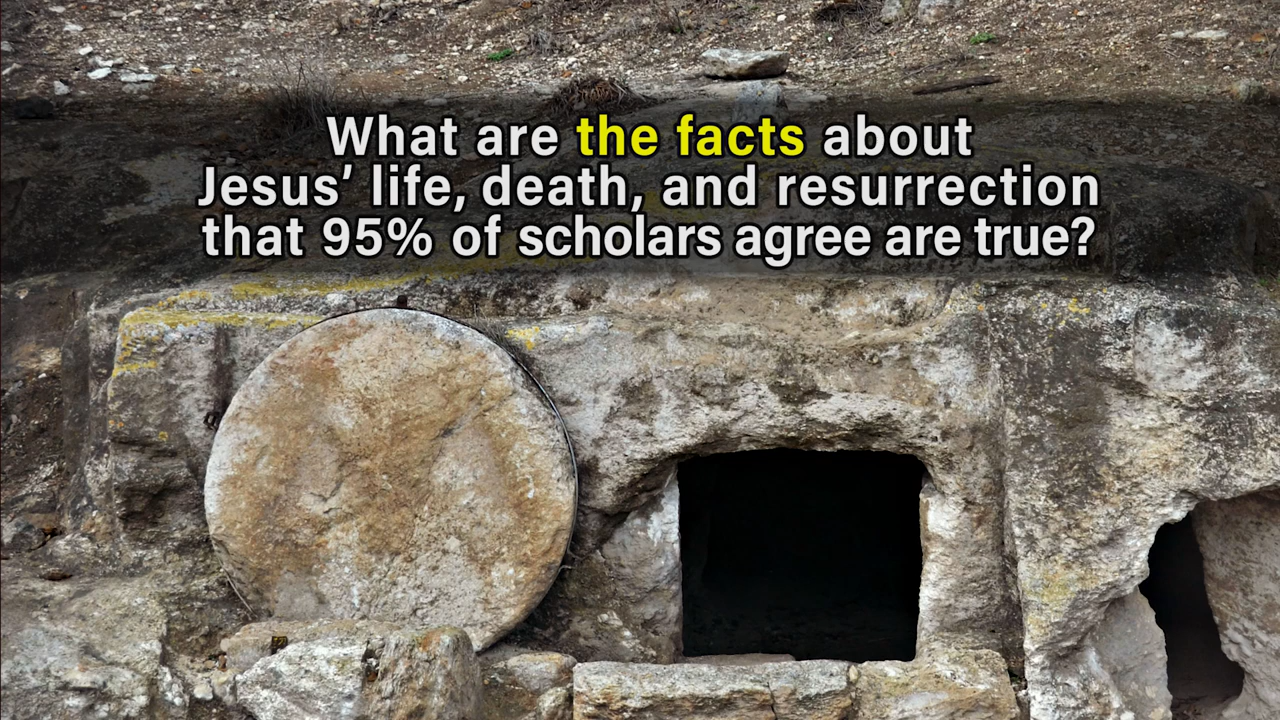 What are the facts about
Jesus’ life, death, and resurrection
that 95% of scholars agree are true?